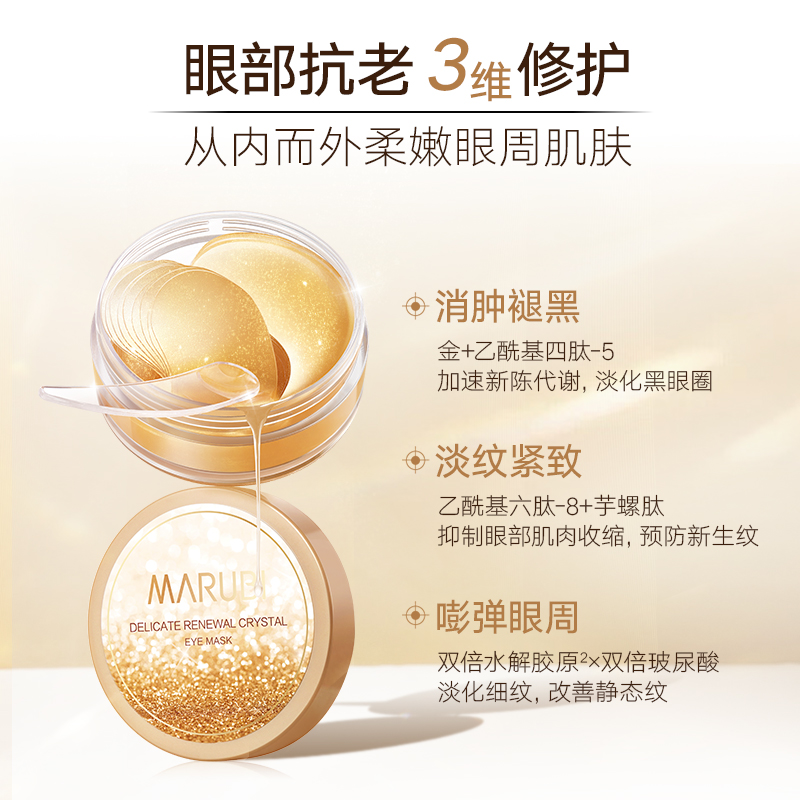 眼部抗老3维修护
从内而外柔嫩眼周肌肤
消肿褪黑
金+乙酰基四肽-5
加速新陈代谢, 淡化黑眼圈
淡纹紧致
乙酰基六肽-8+芋螺肽
抑制眼部肌肉收缩, 预防新生纹
嘭弹眼周
双倍水解胶原²×双倍玻尿酸
淡化细纹, 改善静态纹
MARUBI
DELICATE RENEWAL CRYSTAL
EYE MASK